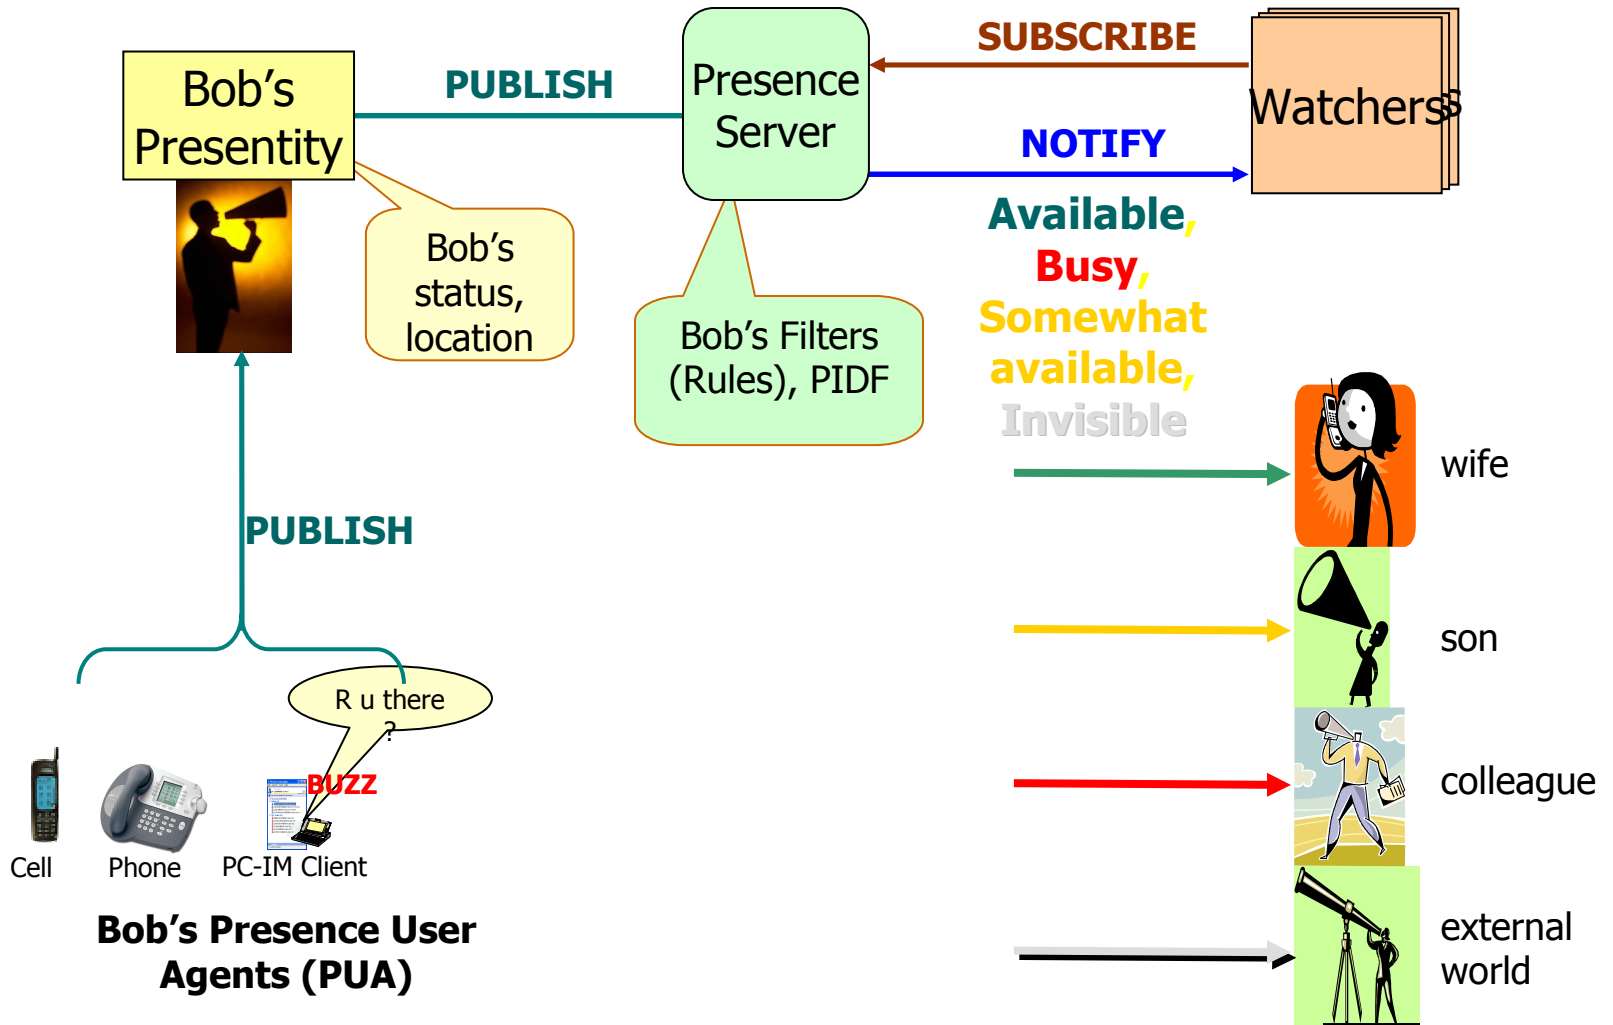 Bob's
Presentity
PUBLISH
Presence
Server
SUBSCRIBE
NOTIFY
Watchers
s
s
Bob's
status,
location
Bob's Filters
(Rules), PIDF
Available,
Busy,
Somewhat
available,
Invisible
wife
son
colleague
external
world
PUBLISH
R u there
?
BUZZ
Cell
Phone
PC-IM Client
Bob's Presence User
Agents (PUA)